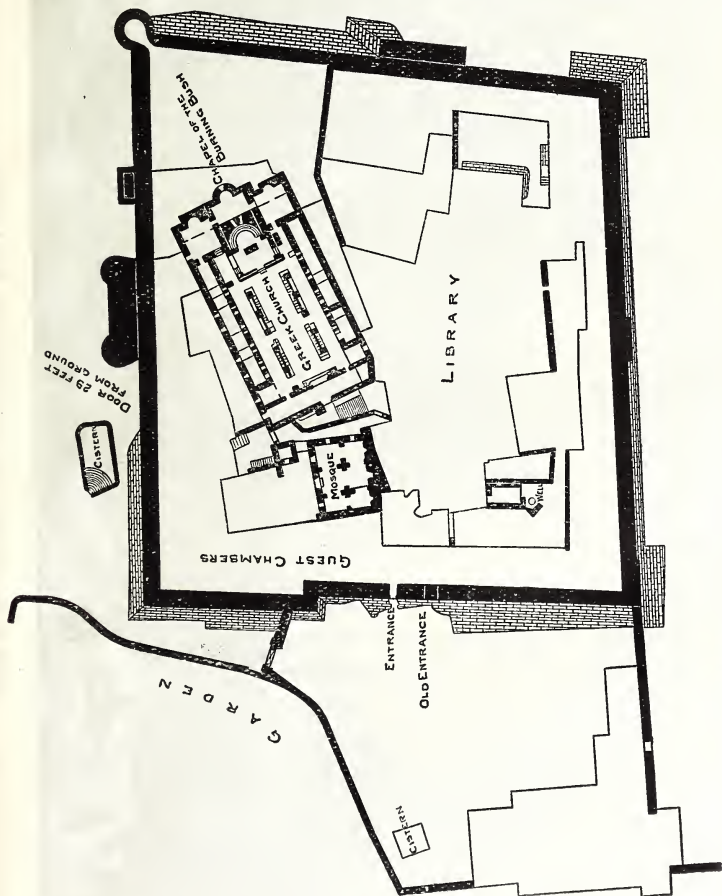 CHAPEL OF THE
BURNING BUSH
GREEK CHURCH
DOOR 29 FEET
FROM GROUND
CISTERN
LIBRARY
MOSQUE
WELL
GUEST CHAMBERS
ENTRANCE
OLD ENTRANCE
GARDEN
CISTERN